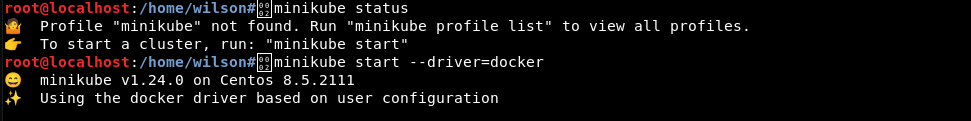 root@localhost:/home/wilson# minikube status
🤷 Profile "minikube" not found. Run "minikube profile list" to view all profiles.
👉 To start a cluster, run: "minikube start"
root@localhost:/home/wilson# minikube start --driver=docker
😄 minikube v1.24.0 on Centos 8.5.2111
✨ Using the docker driver based on user configuration